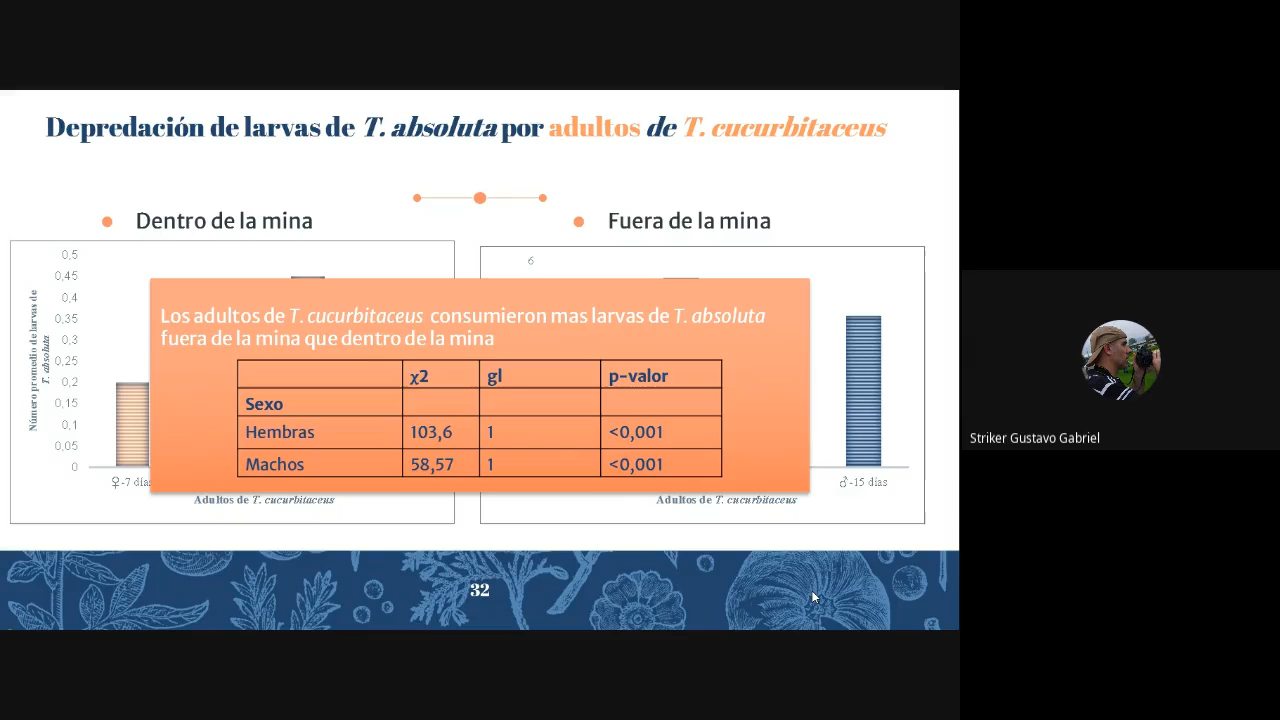 Depredación de larvas de T. absoluta por adultos de T. cucurbitaceus
Dentro de la mina
Fuera de la mina
0,5
0,45
0,4
0,35
0,3
0,25
0,2
0,15
0,1
0,05
0
Número promedio de larvas de
T. absoluta
♀-7 días
Adultos de T. cucurbitaceus
6
♂-15 días
Adultos de T. cucurbitaceus
Los adultos de T. cucurbitaceus consumieron mas larvas de T. absoluta
fuera de la mina que dentro de la mina
χ2 gl p-valor
Sexo
Hembras 103,6 1 <0,001
Machos 58,57 1 <0,001
32
Striker Gustavo Gabriel